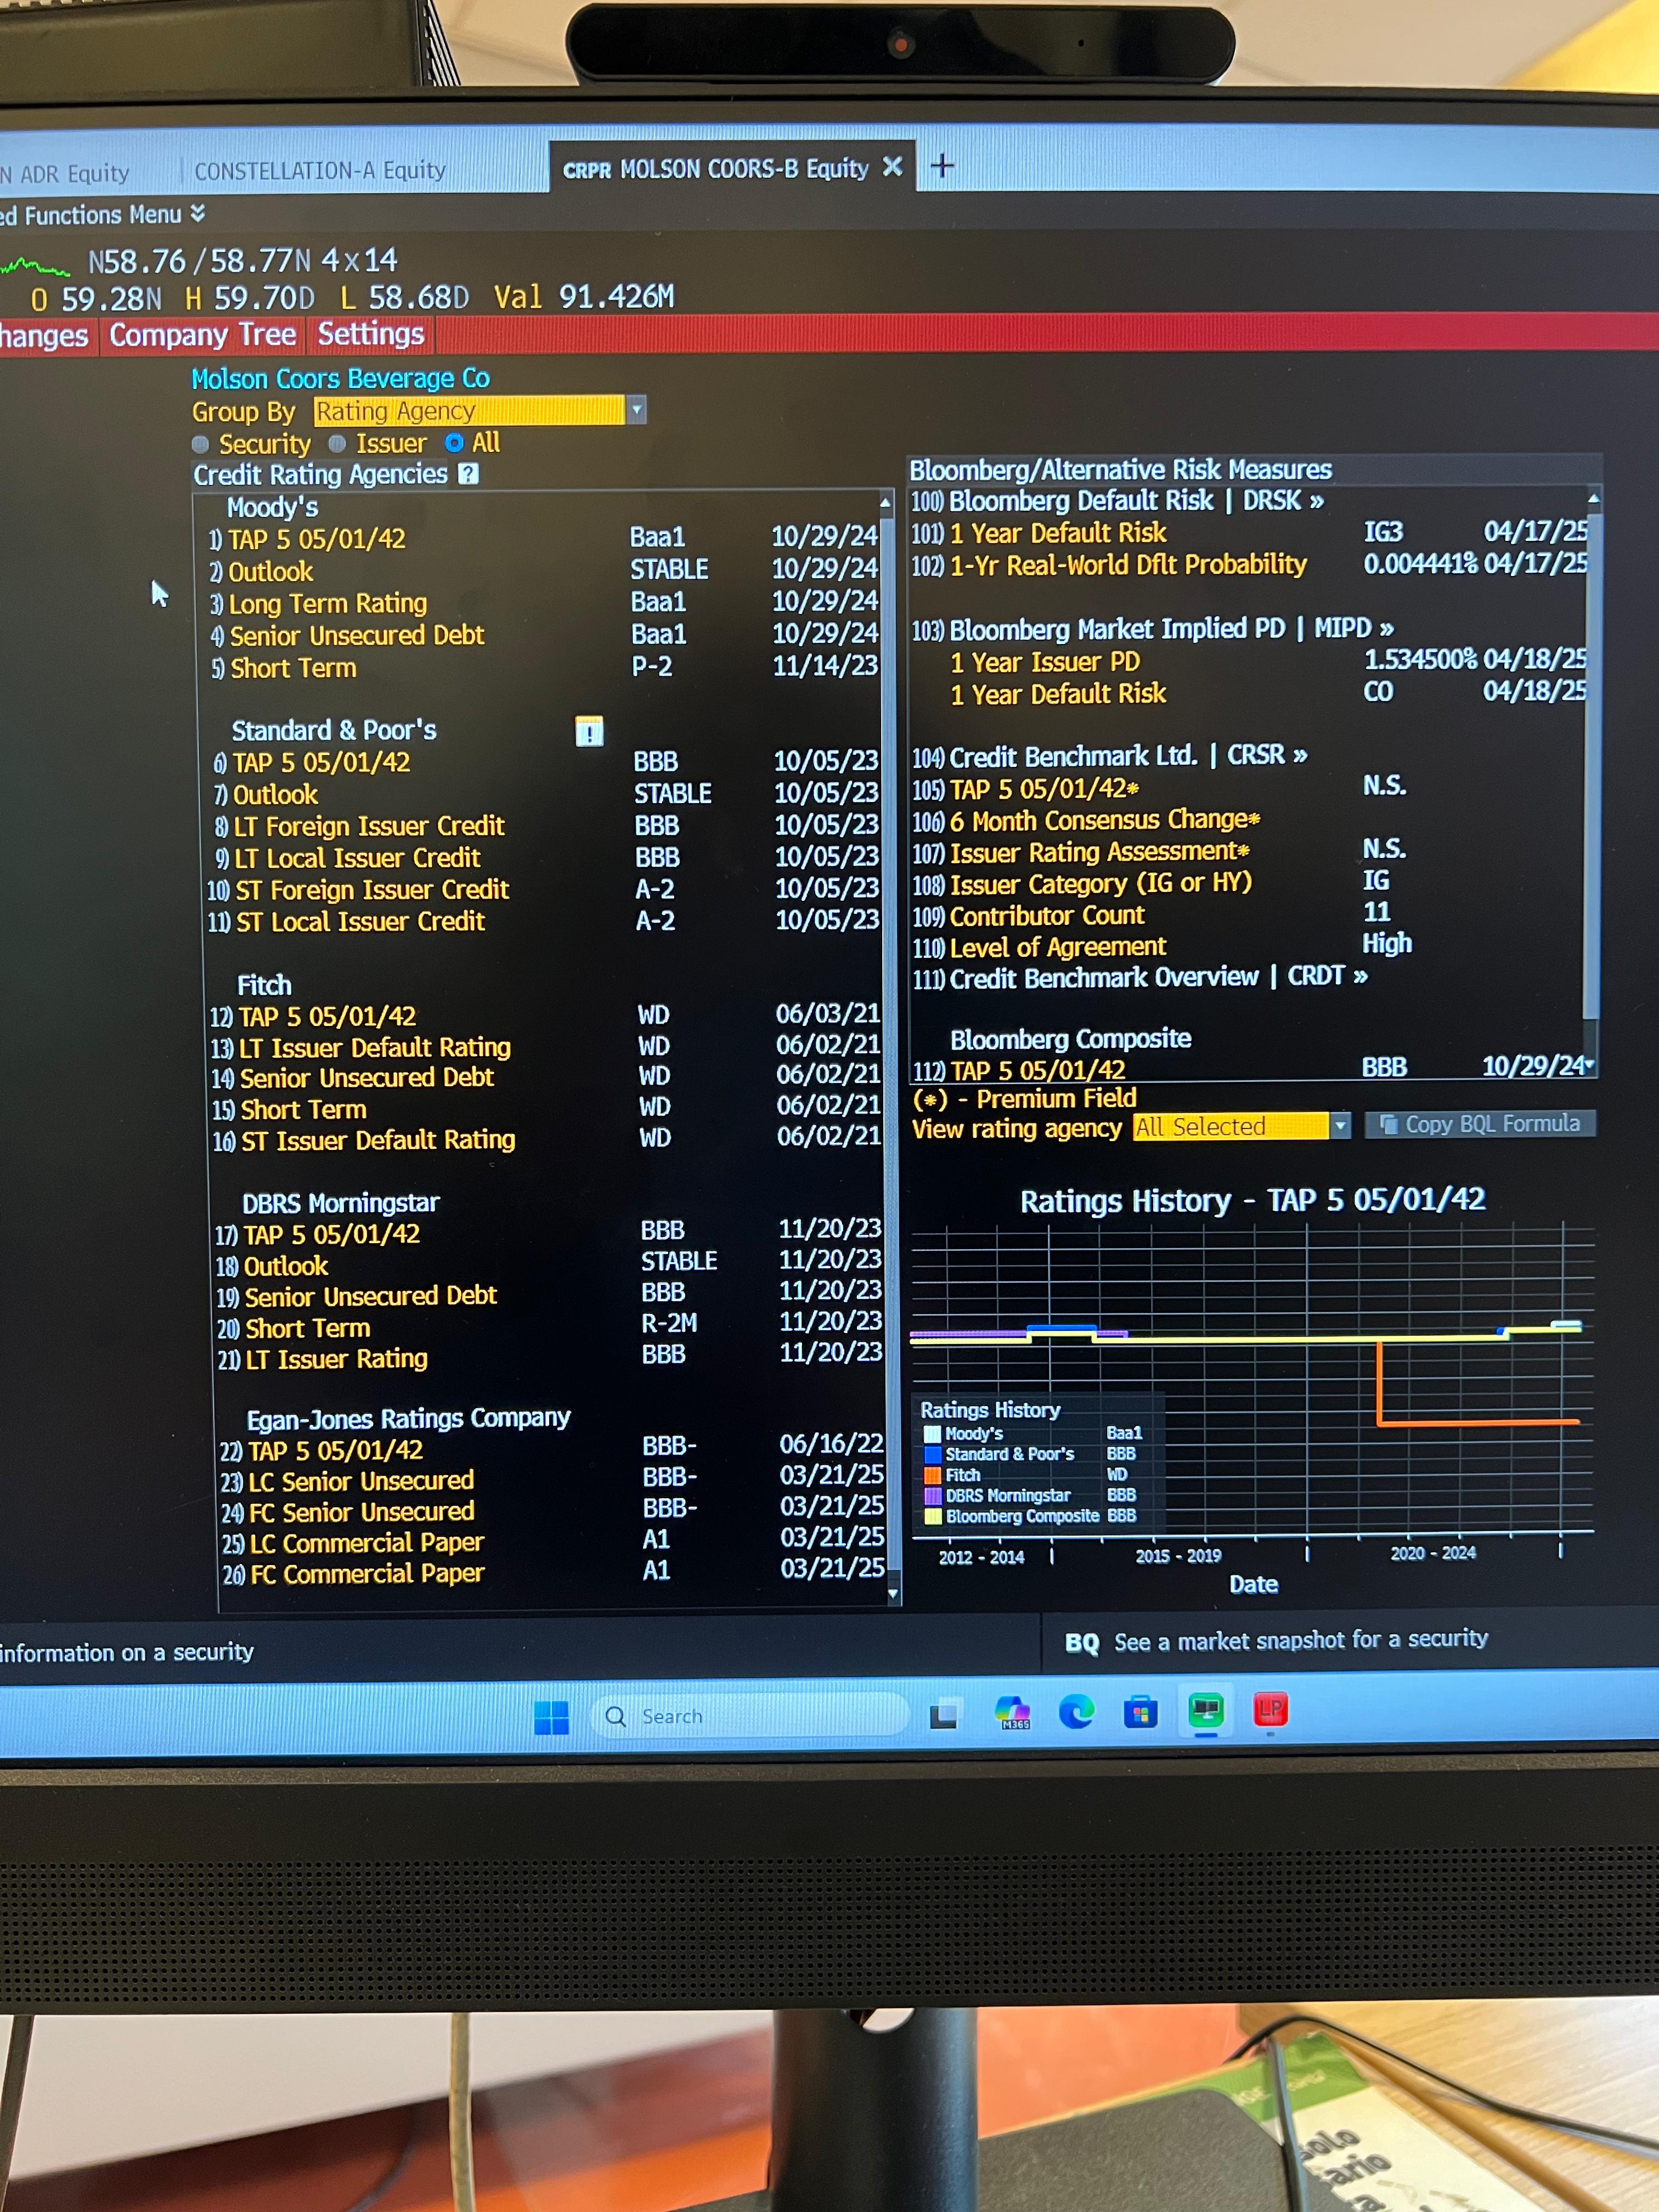 N ADR Equity CONSTELLATION-A Equity CRPR MOLSON COORS-B Equity ✕ +
ed Functions Menu
N58.76/58.77N 4x14
O 59.28N H 59.70D L 58.68D Val 91.426M
hanges Company Tree Settings
Molson Coors Beverage Co
Group By Rating Agency
Security Issuer All
Credit Rating Agencies ?
Moody's
1) TAP 5 05/01/42 Baa1 10/29/24
2) Outlook STABLE 10/29/24
3) Long Term Rating Baa1 10/29/24
4) Senior Unsecured Debt Baa1 10/29/24
5) Short Term P-2 11/14/23
Standard & Poor's !
6) TAP 5 05/01/42 BBB 10/05/23
7) Outlook STABLE 10/05/23
8) LT Foreign Issuer Credit BBB 10/05/23
9) LT Local Issuer Credit BBB 10/05/23
10) ST Foreign Issuer Credit A-2 10/05/23
11) ST Local Issuer Credit A-2 10/05/23
Fitch
12) TAP 5 05/01/42 WD 06/03/21
13) LT Issuer Default Rating WD 06/02/21
14) Senior Unsecured Debt WD 06/02/21
15) Short Term WD 06/02/21
16) ST Issuer Default Rating WD 06/02/21
DBRS Morningstar
17) TAP 5 05/01/42 BBB 11/20/23
18) Outlook STABLE 11/20/23
19) Senior Unsecured Debt BBB 11/20/23
20) Short Term R-2M 11/20/23
21) LT Issuer Rating BBB 11/20/23
Egan-Jones Ratings Company
22) TAP 5 05/01/42 BBB- 06/16/22
23) LC Senior Unsecured BBB- 03/21/25
24) FC Senior Unsecured BBB- 03/21/25
25) LC Commercial Paper A1 03/21/25
26) FC Commercial Paper A1 03/21/25
Bloomberg/Alternative Risk Measures
100) Bloomberg Default Risk | DRSK »
101) 1 Year Default Risk IG3 04/17/25
102) 1-Yr Real-World Dflt Probability 0.004441% 04/17/25
103) Bloomberg Market Implied PD | MIPD »
1 Year Issuer PD 1.534500% 04/18/25
1 Year Default Risk CO 04/18/25
104) Credit Benchmark Ltd. | CRSR »
105) TAP 5 05/01/42* N.S.
106) 6 Month Consensus Change*
107) Issuer Rating Assessment* N.S.
108) Issuer Category (IG or HY) IG
109) Contributor Count 11
110) Level of Agreement High
111) Credit Benchmark Overview | CRDT »
Bloomberg Composite
112) TAP 5 05/01/42 BBB 10/29/24
(*) - Premium Field
View rating agency All Selected Copy BQL Formula
Ratings History - TAP 5 05/01/42
Ratings History
Moody's Baa1
Standard & Poor's BBB
Fitch WD
DBRS Morningstar BBB
Bloomberg Composite BBB
2012 - 2014 2015 - 2019 2020 - 2024
Date
information on a security BQ See a market snapshot for a security
Search M365 LP
solo